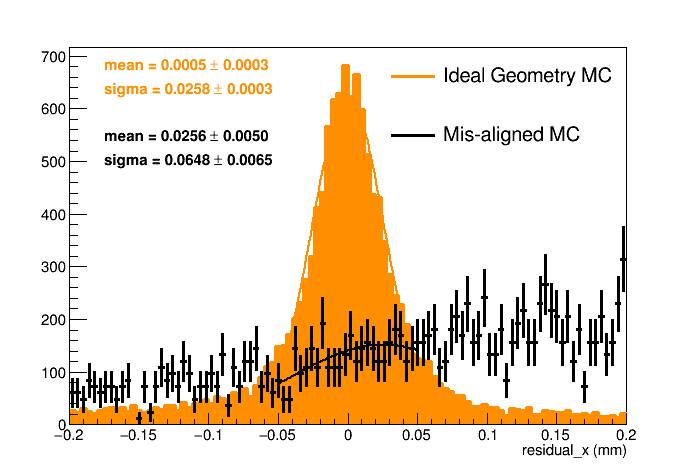 700
600
500
400
300
200
100
0
mean = 0.0005 ± 0.0003
sigma = 0.0258 ± 0.0003
mean = 0.0256 ± 0.0050
sigma = 0.0648 ± 0.0065
Ideal Geometry MC
Mis-aligned MC
−0.2 −0.15 −0.1 −0.05 0 0.05 0.1 0.15 0.2
residual_x (mm)